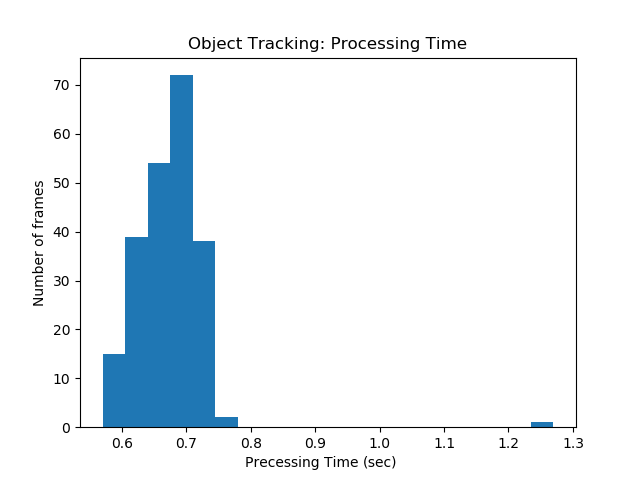 Object Tracking: Processing Time
70
60
50
40
30
20
10
0
Number of frames
0.6 0.7 0.8 0.9 1.0 1.1 1.2 1.3
Precessing Time (sec)